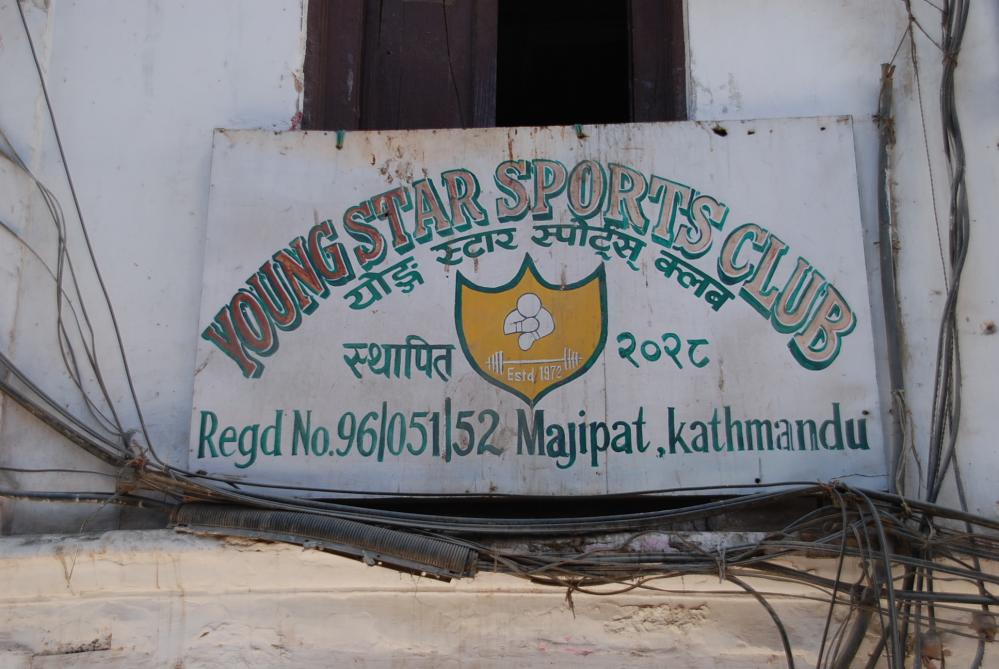 YOUNG STAR SPORTS CLUB
योङ्ग स्टार स्पोर्ट्स् क्लब
स्थापित २०२८
Estd 1972
Regd No.96/051/52 Majipat, kathmandu